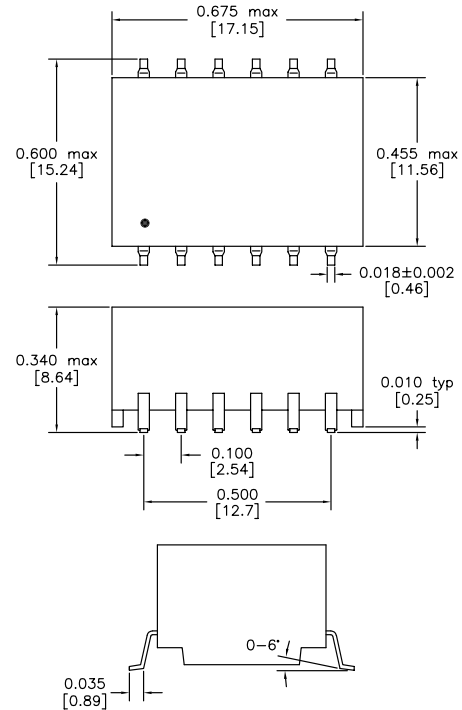 0.675 max
[17.15]
0.600 max
[15.24]
0.455 max
[11.56]
0.018±0.002
[0.46]
0.340 max
[8.64]
0.010 typ
[0.25]
0.100
[2.54]
0.500
[12.7]
0-6°
0.035
[0.89]